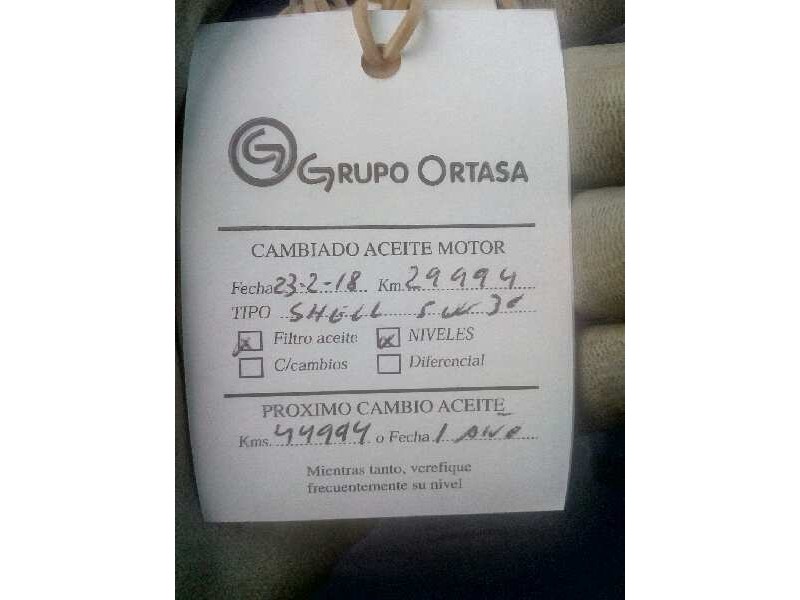 GRUPO ORTASA
CAMBIADO ACEITE MOTOR
Fecha 23-2-18 Km. 29994
TIPO SHELL 5W30
x Filtro aceite x NIVELES
C/cambios Diferencial
PROXIMO CAMBIO ACEITE
Kms. 44994 o Fecha 1 AÑO
Mientras tanto, verefique
frecuentemente su nivel